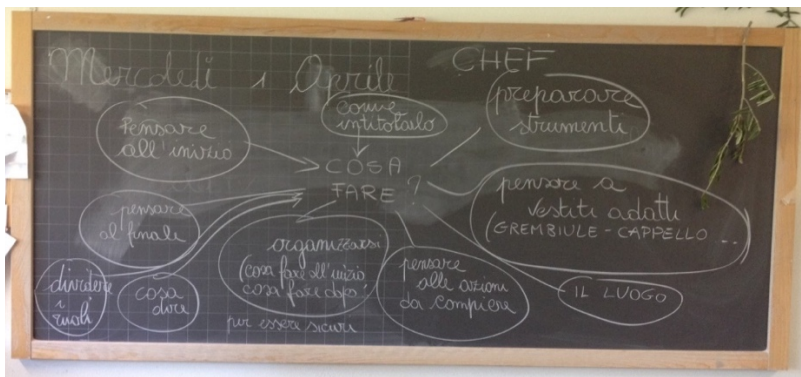 Mercoledì 1 Aprile
CHEF
Pensare
all'inizio
come
intitolarlo
preparare
strumenti
COSA
FARE?
pensare
al finale
pensare a
vestiti adatti
(GREMBIULE - CAPPELLO ...
dividere
i ruoli
cosa
dire
organizzarsi
(cosa fare all'inizio
cosa fare dopo)
per essere sicuri
pensare
alle azioni
da compiere
IL LUOGO